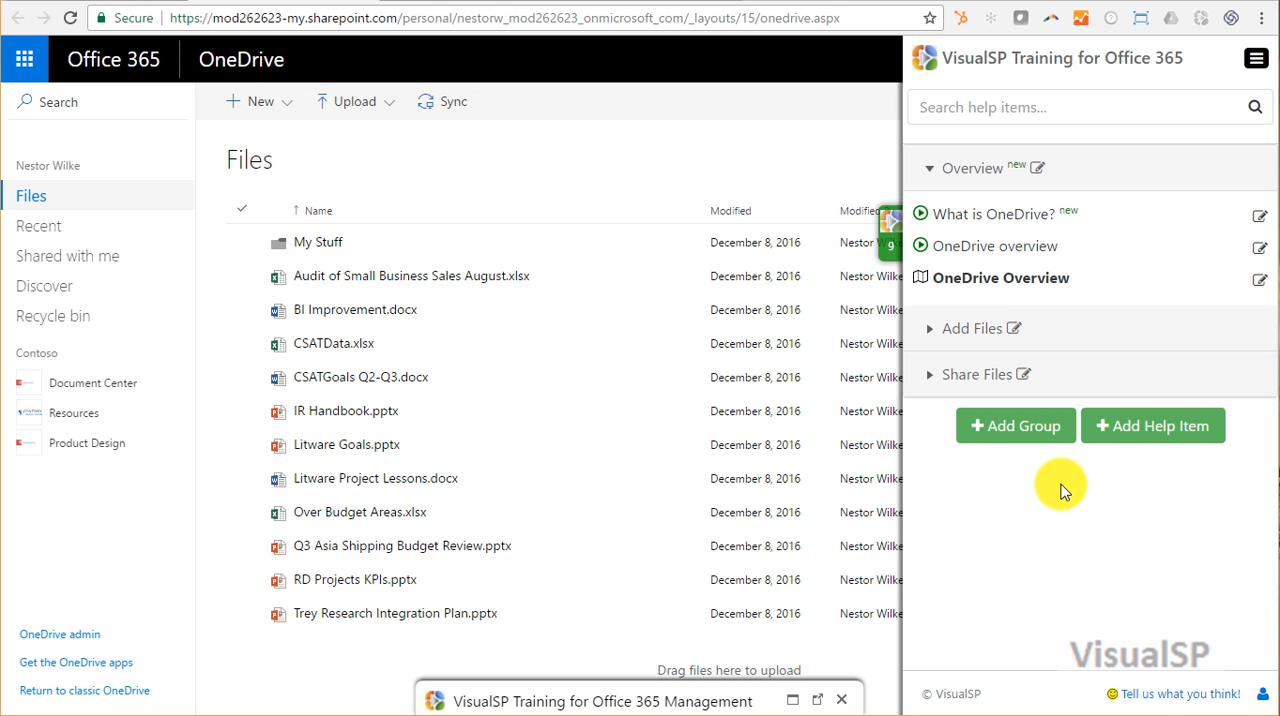 Secure https://mod262623-my.sharepoint.com/personal/nestorw_mod262623_onmicrosoft_com/_layouts/15/onedrive.aspx
Office 365 OneDrive
VisualSP Training for Office 365
Search
New Upload Sync
Search help items...
Nestor Wilke
Files
Recent
Shared with me
Discover
Recycle bin
Contoso
Document Center
Resources
Product Design
OneDrive admin
Get the OneDrive apps
Return to classic OneDrive
Files
Name Modified Modified
My Stuff December 8, 2016 Nestor
Audit of Small Business Sales August.xlsx December 8, 2016 Nestor Wilke
BI Improvement.docx December 8, 2016 Nestor Wilke
CSATData.xlsx December 8, 2016 Nestor Wilke
CSATGoals Q2-Q3.docx December 8, 2016 Nestor Wilke
IR Handbook.pptx December 8, 2016 Nestor Wilke
Litware Goals.pptx December 8, 2016 Nestor Wilke
Litware Project Lessons.docx December 8, 2016 Nestor Wilke
Over Budget Areas.xlsx December 8, 2016 Nestor Wilke
Q3 Asia Shipping Budget Review.pptx December 8, 2016 Nestor Wilke
RD Projects KPIs.pptx December 8, 2016 Nestor Wilke
Trey Research Integration Plan.pptx December 8, 2016 Nestor Wilke
Drag files here to upload
9
Overview new
What is OneDrive? new
OneDrive overview
OneDrive Overview
Add Files
Share Files
Add Group Add Help Item
VisualSP
© VisualSP Tell us what you think!
VisualSP Training for Office 365 Management